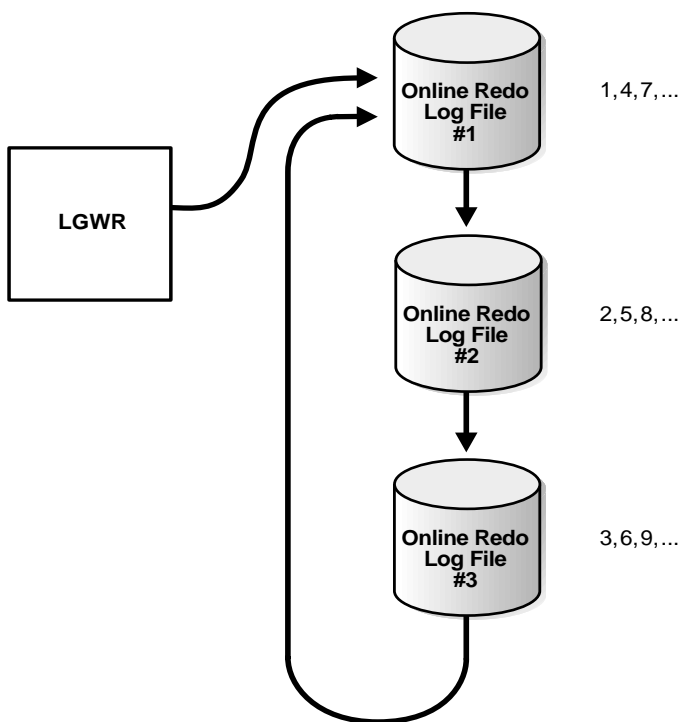 Online Redo
Log File
#1
1,4,7,...
LGWR
Online Redo
Log File
#2
2,5,8,...
Online Redo
Log File
#3
3,6,9,...